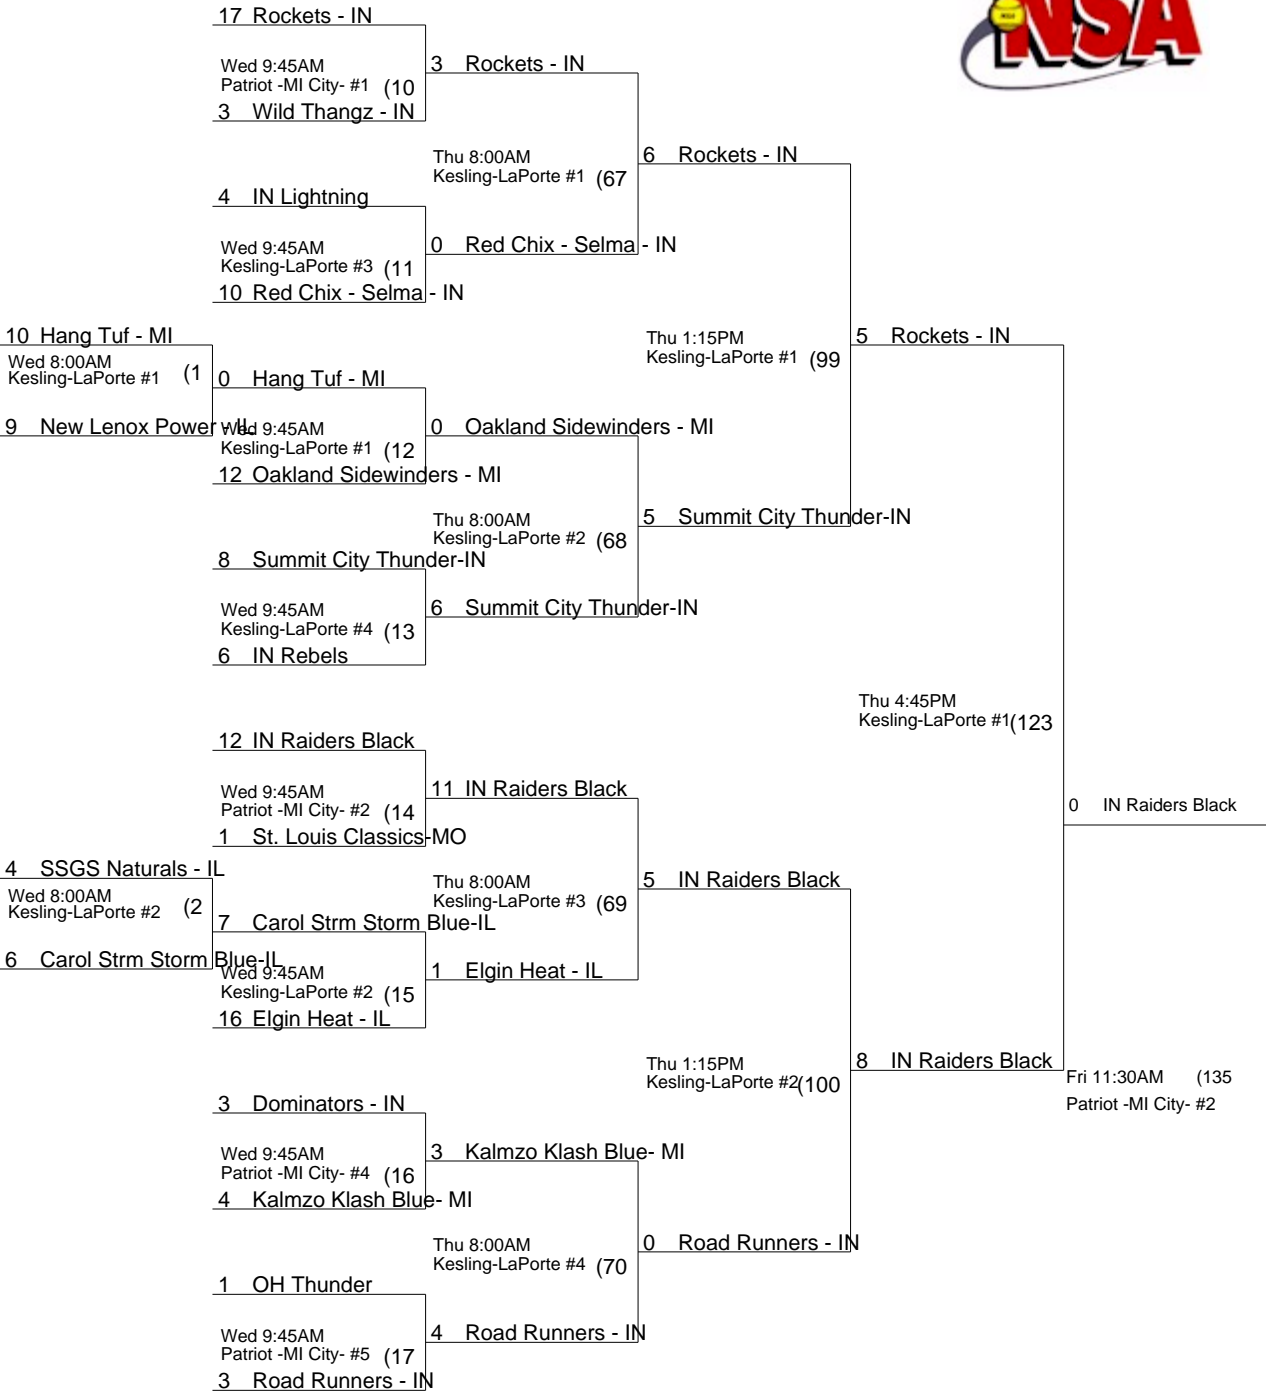 17 Rockets - IN
NSA
NSA
Wed 9:45AM
Patriot -MI City- #1 (10
3 Rockets - IN
3 Wild Thangz - IN
Thu 8:00AM
Kesling-LaPorte #1 (67
6 Rockets - IN
4 IN Lightning
Wed 9:45AM
Kesling-LaPorte #3 (11
0 Red Chix - Selma - IN
10 Red Chix - Selma - IN
10 Hang Tuf - MI
Wed 8:00AM
Kesling-LaPorte #1 (1
Thu 1:15PM
Kesling-LaPorte #1 (99
5 Rockets - IN
0 Hang Tuf - MI
9 New Lenox Power - IL
Wed 9:45AM
Kesling-LaPorte #1 (12
0 Oakland Sidewinders - MI
12 Oakland Sidewinders - MI
Thu 8:00AM
Kesling-LaPorte #2 (68
5 Summit City Thunder-IN
8 Summit City Thunder-IN
Wed 9:45AM
Kesling-LaPorte #4 (13
6 Summit City Thunder-IN
6 IN Rebels
Thu 4:45PM
Kesling-LaPorte #1(123
12 IN Raiders Black
Wed 9:45AM
Patriot -MI City- #2 (14
11 IN Raiders Black
0 IN Raiders Black
1 St. Louis Classics-MO
4 SSGS Naturals - IL
Wed 8:00AM
Kesling-LaPorte #2 (2
Thu 8:00AM
Kesling-LaPorte #3 (69
5 IN Raiders Black
7 Carol Strm Storm Blue-IL
6 Carol Strm Storm Blue-IL
Wed 9:45AM
Kesling-LaPorte #2 (15
1 Elgin Heat - IL
16 Elgin Heat - IL
Thu 1:15PM
Kesling-LaPorte #2(100
8 IN Raiders Black
Fri 11:30AM (135
Patriot -MI City- #2
3 Dominators - IN
Wed 9:45AM
Patriot -MI City- #4 (16
3 Kalmzo Klash Blue- MI
4 Kalmzo Klash Blue- MI
Thu 8:00AM
Kesling-LaPorte #4 (70
0 Road Runners - IN
1 OH Thunder
Wed 9:45AM
Patriot -MI City- #5 (17
4 Road Runners - IN
3 Road Runners - IN